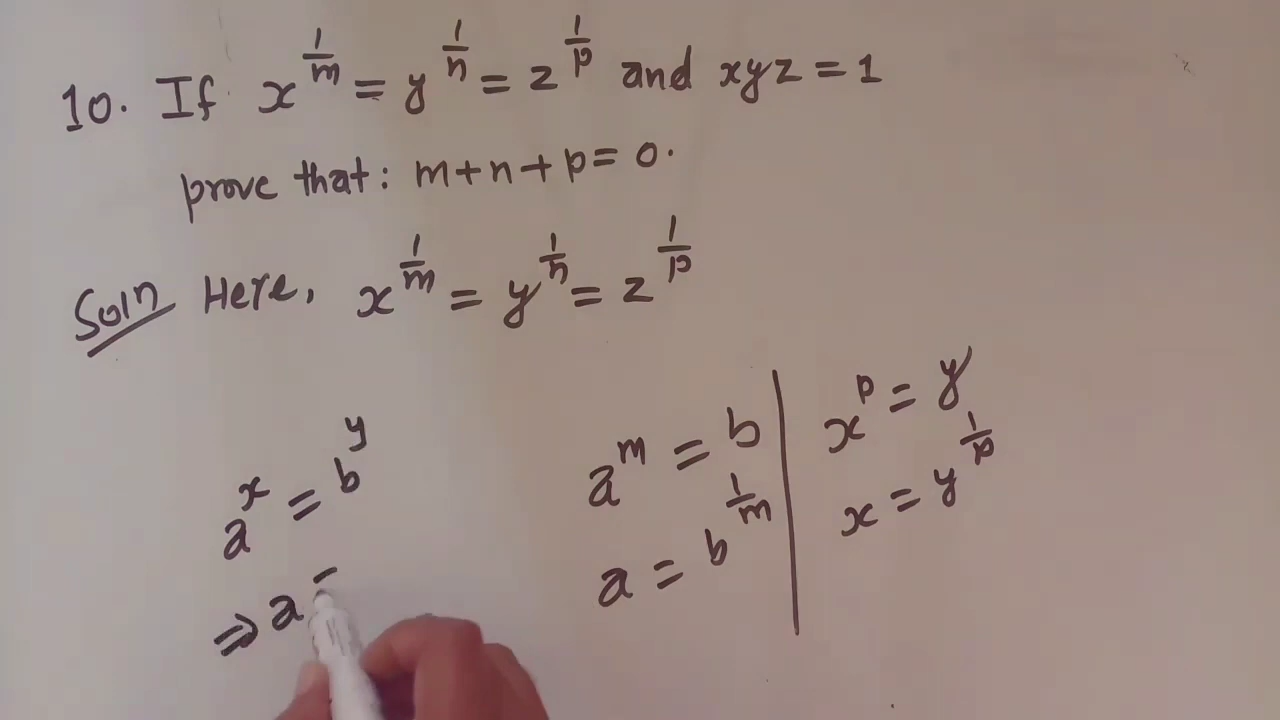 10. If x^{1/m} = y^{1/n} = z^{1/p} and xyz = 1
prove that: m+n+p = 0.
Soln Here, x^{1/m} = y^{1/n} = z^{1/p}
a^x = b^y
⇒ a =
a^m = b
a = b^{1/m}
x^p = y
x = y^{1/p}